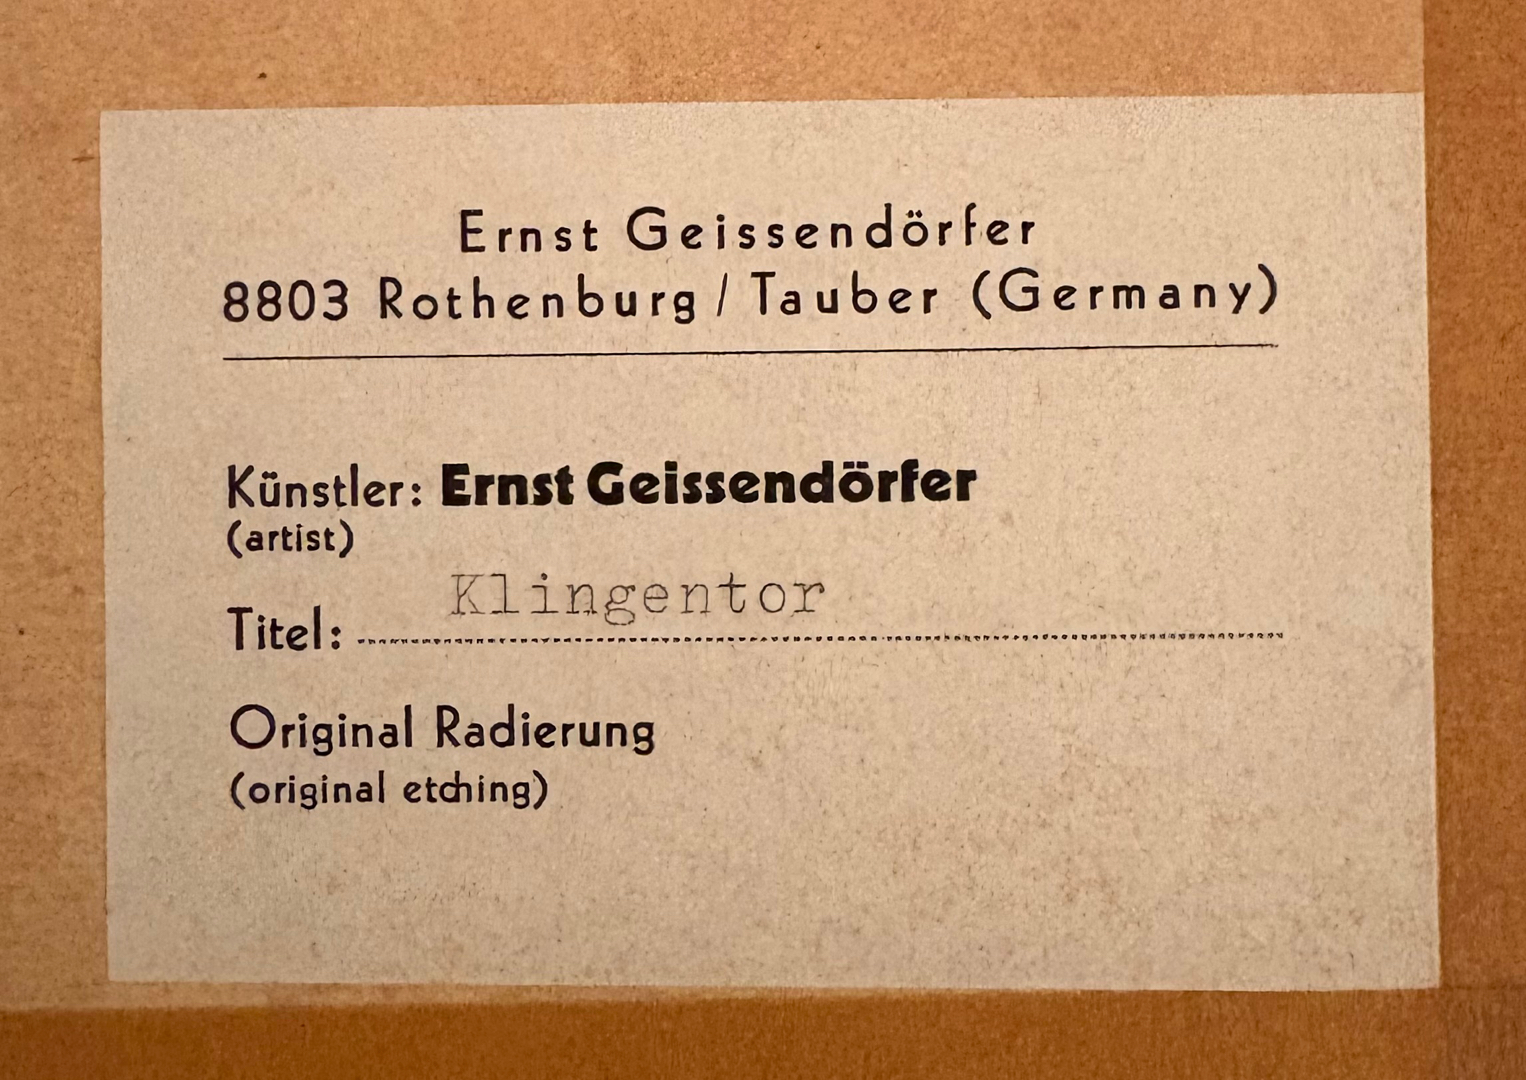 Ernst Geissendörfer
8803 Rothenburg / Tauber (Germany)
Künstler: Ernst Geissendörfer
(artist)
Titel: Klingentor
Original Radierung
(original etching)